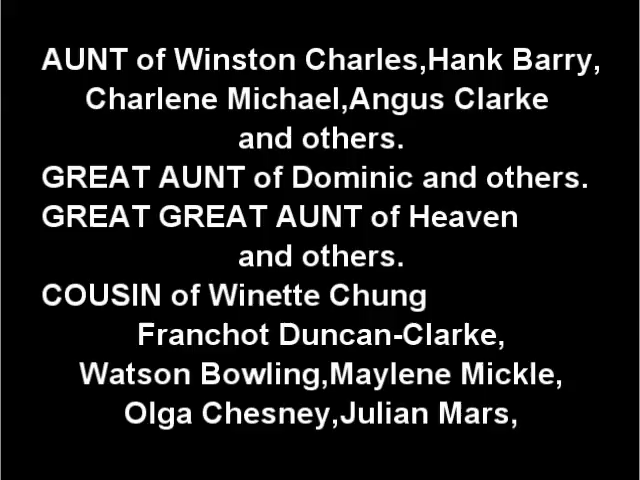 AUNT of Winston Charles,Hank Barry,
Charlene Michael,Angus Clarke
and others.
GREAT AUNT of Dominic and others.
GREAT GREAT AUNT of Heaven
and others.
COUSIN of Winette Chung
Franchot Duncan-Clarke,
Watson Bowling,Maylene Mickle,
Olga Chesney,Julian Mars,